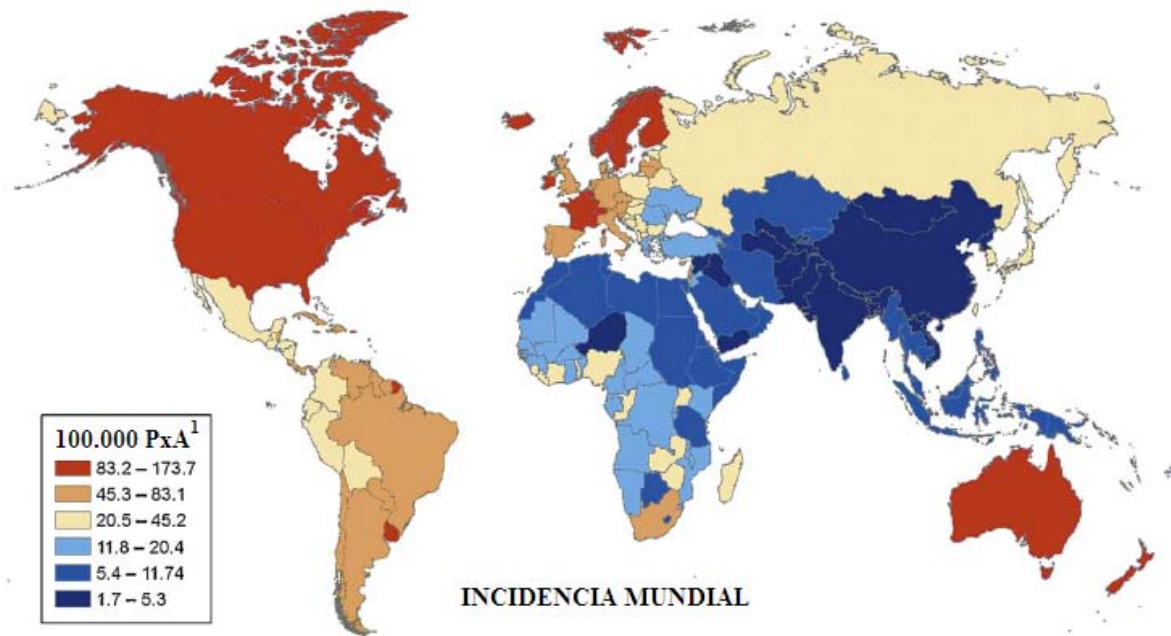 100.000 PxA¹
83.2 – 173.7
45.3 – 83.1
20.5 – 45.2
11.8 – 20.4
5.4 – 11.74
1.7 – 5.3
INCIDENCIA MUNDIAL